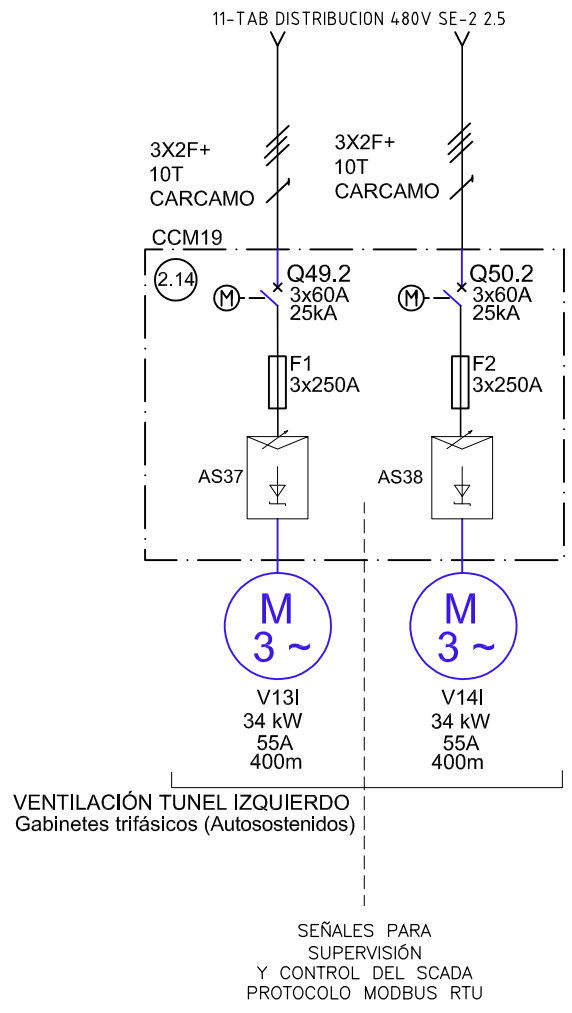 11-TAB DISTRIBUCION 480V SE-2 2.5
3X2F+
10T
CARCAMO
3X2F+
10T
CARCAMO
CCM19
2.14
M
Q49.2
3x60A
25kA
M
Q50.2
3x60A
25kA
F1
3x250A
F2
3x250A
AS37
AS38
M
3 ~
M
3 ~
V13I
34 kW
55A
400m
V14I
34 kW
55A
400m
VENTILACIÓN TUNEL IZQUIERDO
Gabinetes trifásicos (Autosostenidos)
SEÑALES PARA
SUPERVISIÓN
Y CONTROL DEL SCADA
PROTOCOLO MODBUS RTU